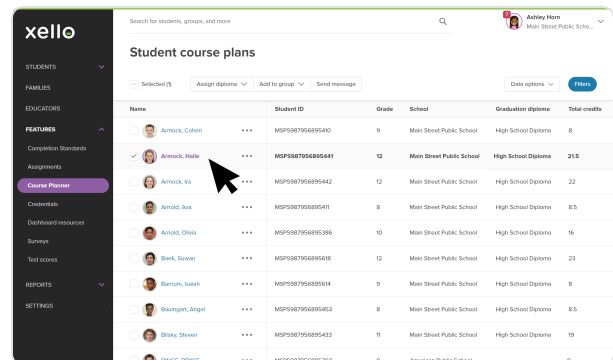 xello
Search for students, groups, and more
2
Ashley Horn
Main Street Public Scho...
Student course plans
STUDENTS
FAMILIES
EDUCATORS
FEATURES
Completion Standards
Assignments
Course Planner
Credentials
Dashboard resources
Surveys
Test scores
REPORTS
SETTINGS
Selected (1) Assign diploma Add to group Send message Data options Filters
Name Student ID Grade School Graduation diploma Total credits
Armock, Cohen MSPS987956895410 9 Main Street Public School High School Diploma 8
Armock, Halle MSPS987956895441 12 Main Street Public School High School Diploma 21.5
Armock, Ira MSPS987956895442 12 Main Street Public School High School Diploma 22
Arnold, Ava MSPS987956895411 8 Main Street Public School High School Diploma 8.5
Arnold, Olivia MSPS987956895386 10 Main Street Public School High School Diploma 16
Baek, Suwan MSPS987956895618 12 Main Street Public School High School Diploma 23
Barnum, Isaiah MSPS987956895614 9 Main Street Public School High School Diploma 8
Baumgart, Angel MSPS987956895453 8 Main Street Public School High School Diploma 8.5
Bilsky, Steven MSPS987956895433 11 Main Street Public School High School Diploma 19